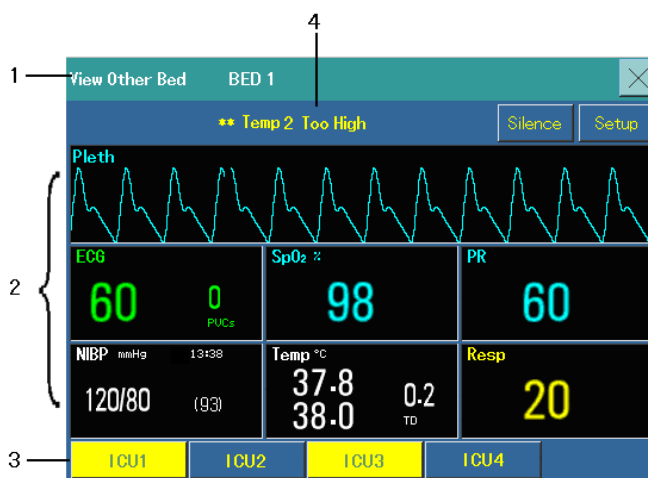 4
1
View Other Bed BED 1
** Temp 2 Too High Silence Setup
Pleth
2
ECG
60 0
PVCs
SpO₂ %
98
PR
60
NIBP mmHg 13:38
120/80 (93)
Temp °C
37.8
38.0
0.2
TD
Resp
20
3
ICU1 ICU2 ICU3 ICU4